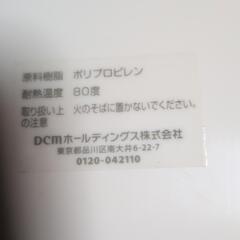 原料樹脂 ポリプロピレン
耐熱温度 80度
取り扱い上 火のそばに置かないでください。
の注意
DCMホールディングス株式会社
東京都品川区南大井6-22-7
0120-042110